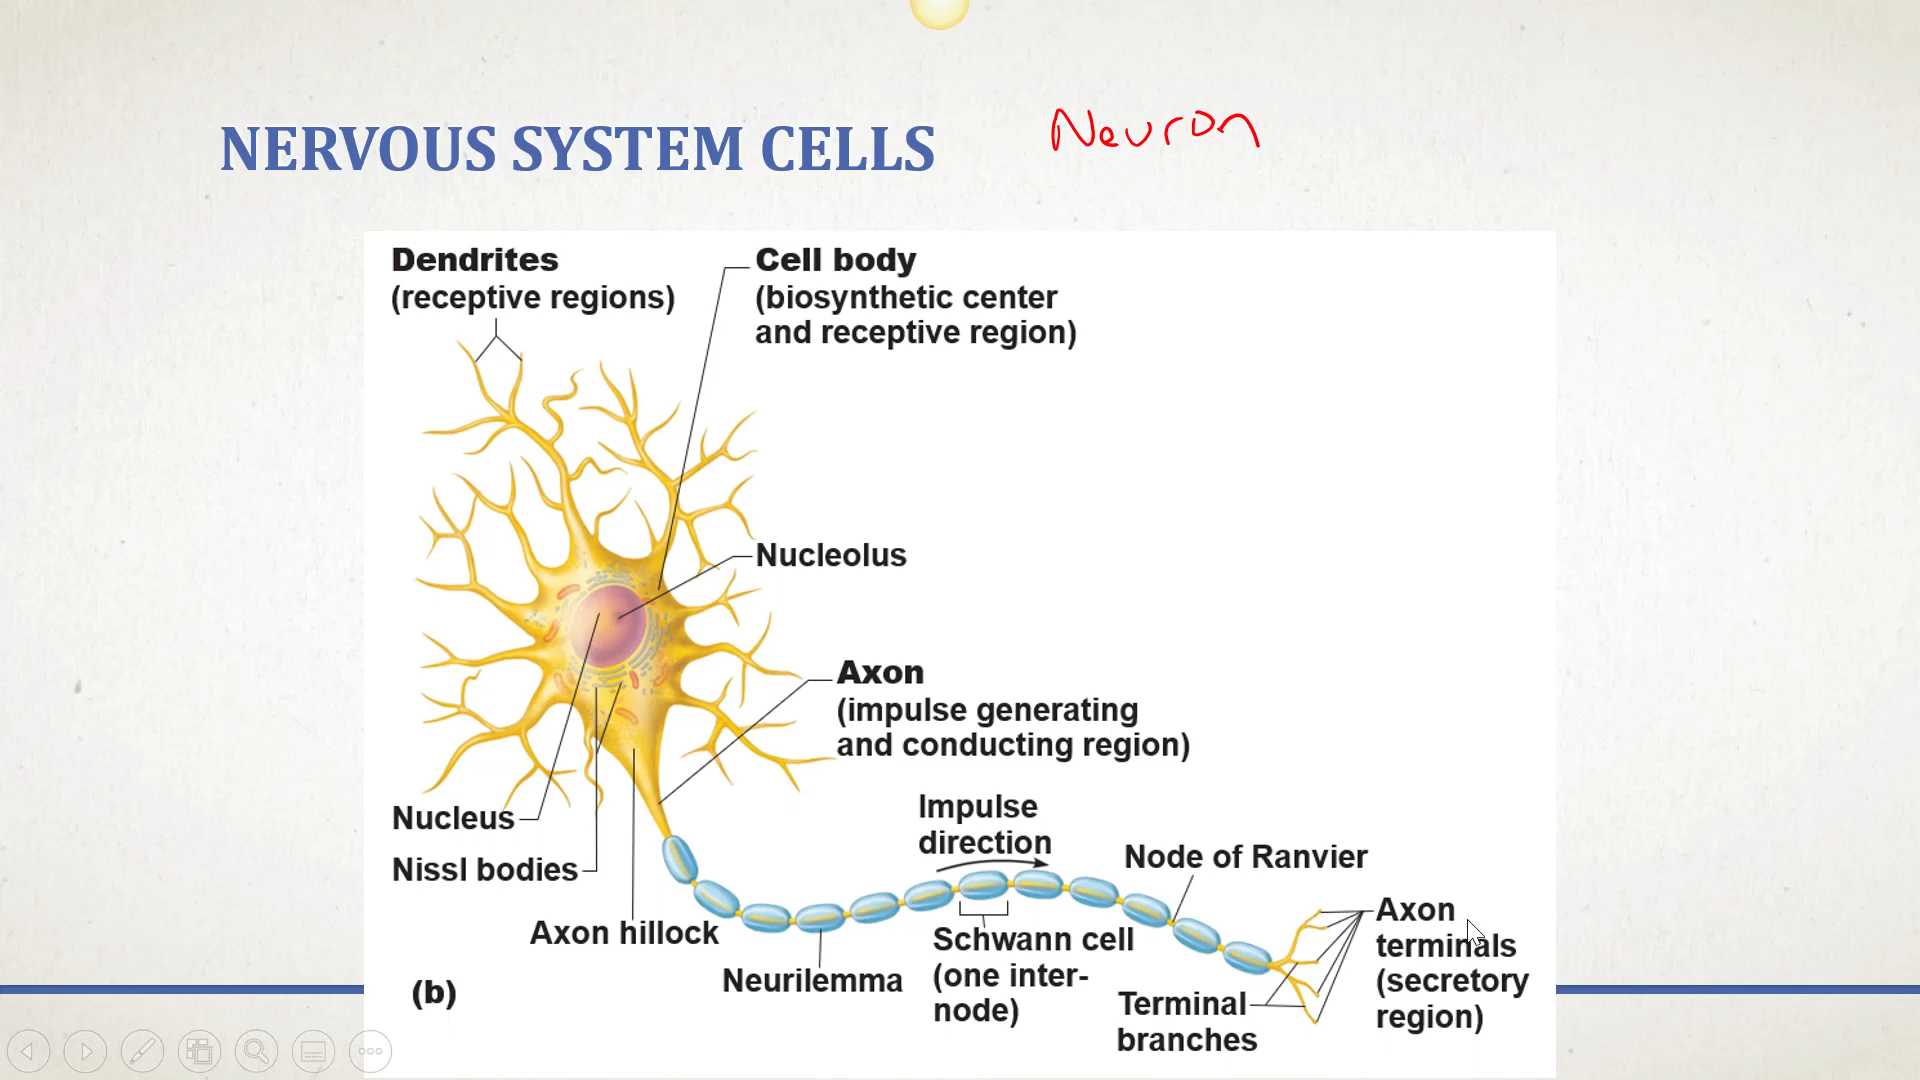 NERVOUS SYSTEM CELLS
Neuron
Dendrites
(receptive regions)
Cell body
(biosynthetic center
and receptive region)
Nucleolus
Axon
(impulse generating
and conducting region)
Nucleus
Nissl bodies
Axon hillock
Neurilemma
Impulse
direction
Schwann cell
(one inter-
node)
Node of Ranvier
Terminal
branches
Axon
terminals
(secretory
region)
(b)